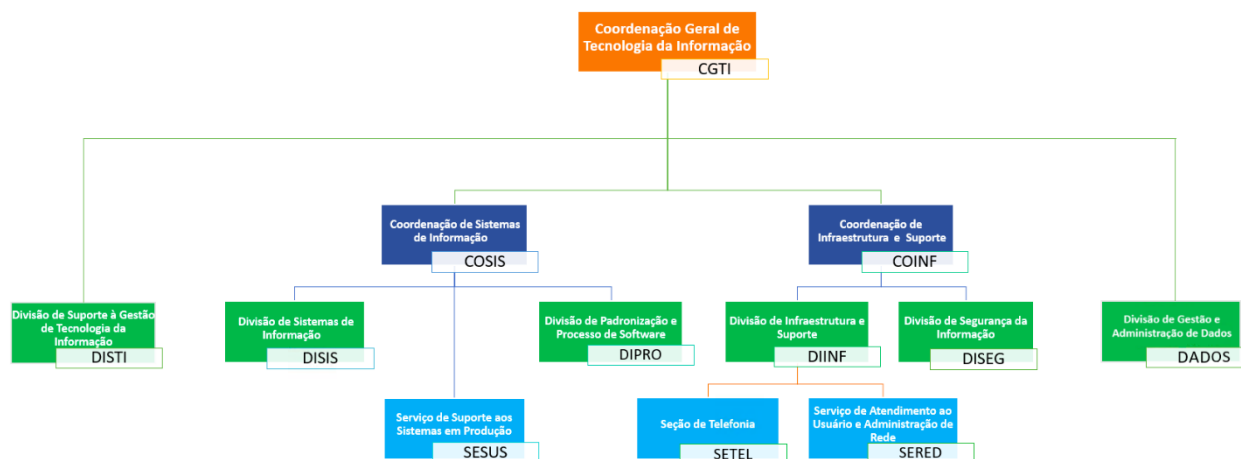 Coordenação Geral de
Tecnologia da Informação
CGTI
Coordenação de Sistemas
de Informação
COSIS
Coordenação de
Infraestrutura e Suporte
COINF
Divisão de Suporte à Gestão
de Tecnologia da
Informação
DISTI
Divisão de Sistemas de
Informação
DISIS
Divisão de Padronização e
Processo de Software
DIPRO
Divisão de Infraestrutura e
Suporte
DIINF
Divisão de Segurança da
Informação
DISEG
Divisão de Gestão e
Administração de Dados
DADOS
Serviço de Suporte aos
Sistemas em Produção
SESUS
Seção de Telefonia
SETEL
Serviço de Atendimento ao
Usuário e Administração de
Rede
SERED